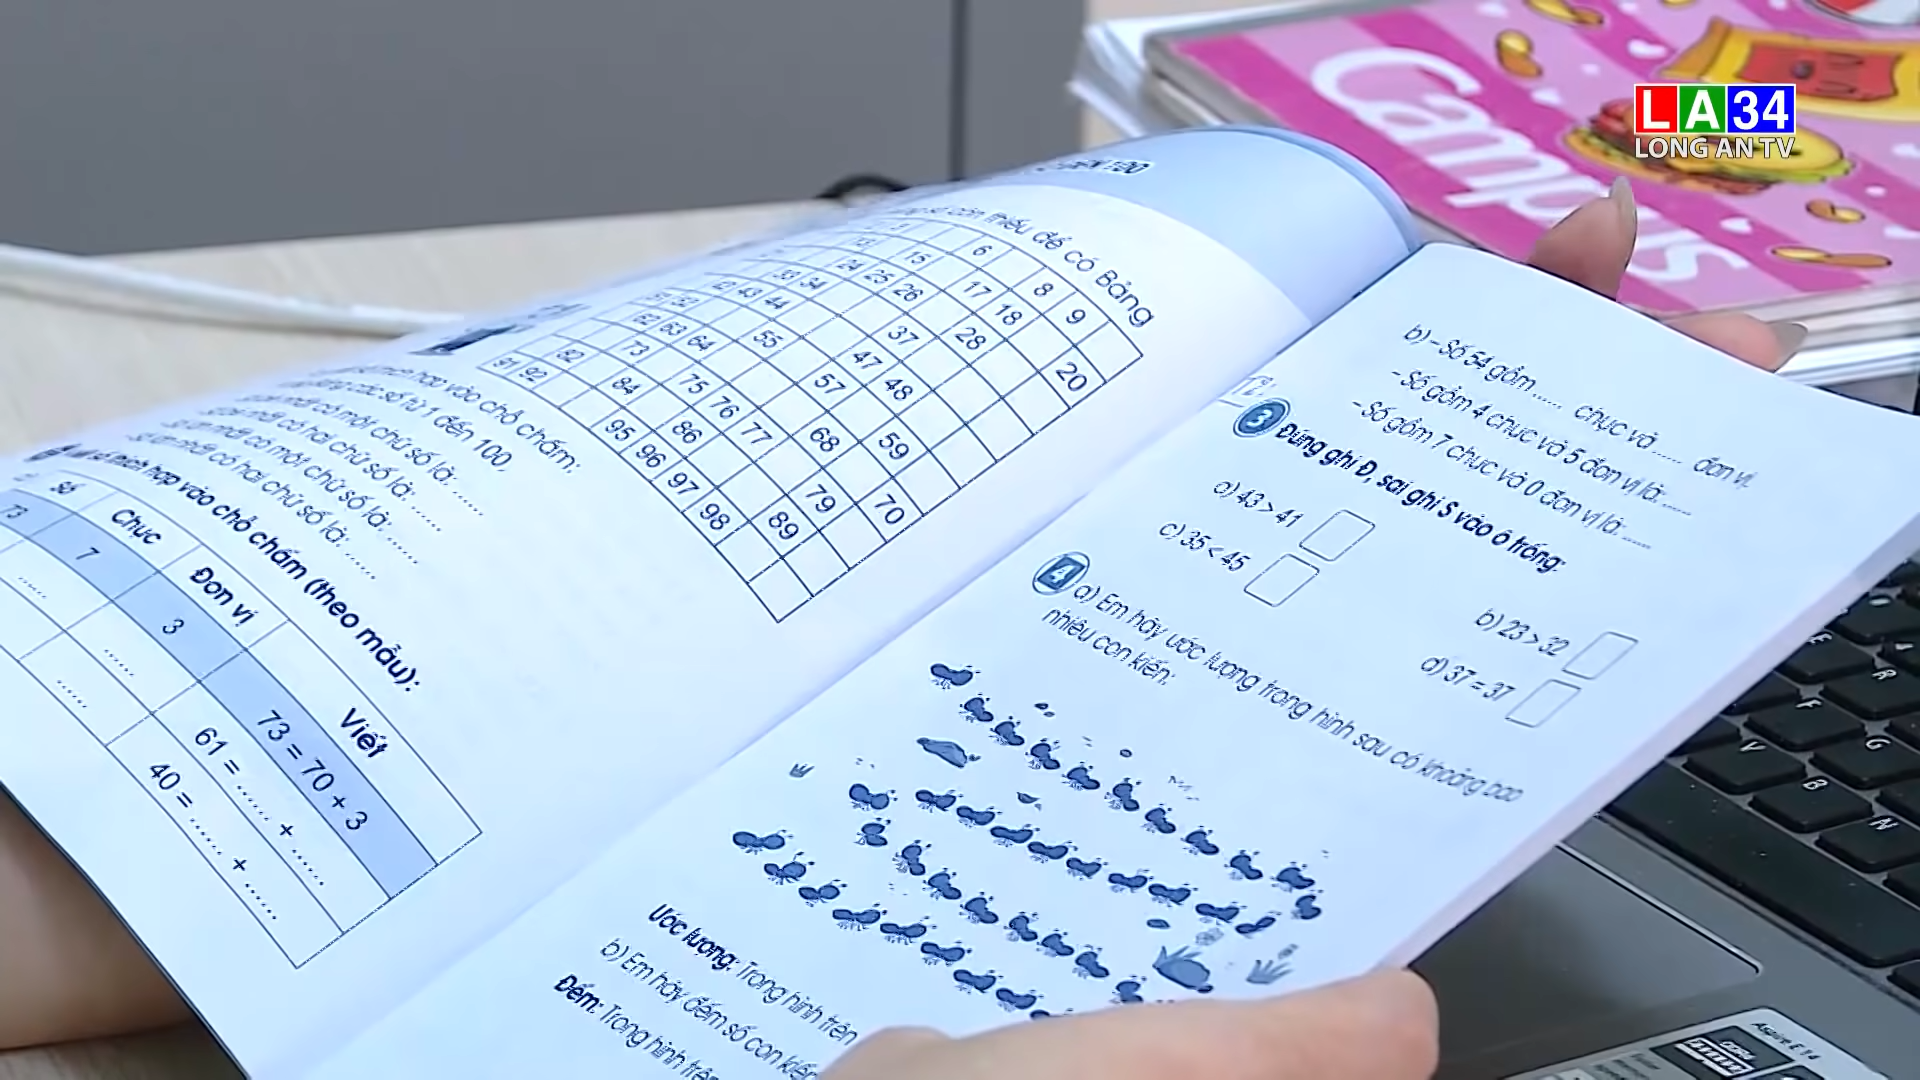 LA34
LONG AN TV
Campus
còn thiếu để có Bảng
6 8 9
15 17 18 20
24 25 26 28
33 34 37
42 43 44 47 48
55 57 59
62 63 64 68 70
73 75 76 77 79
82 84 86 89
91 92 95 96 97 98
hợp vào chỗ chấm:
các số từ 1 đến 100,
có một chữ số là: ......
có hai chữ số là: ......
có một chữ số là: ......
có hai chữ số là: ......
số thích hợp vào chỗ chấm (theo mẫu):
Số Chục Đơn vị Viết
73 7 3 73 = 70 + 3
...... ...... 61 = ...... + ......
...... 40 = ...... + ......
b) - Số 54 gồm ...... chục và ...... đơn vị.
- Số gồm 4 chục và 5 đơn vị là: ......
- Số gồm 7 chục và 0 đơn vị là: ......
3 Đúng ghi Đ, sai ghi S vào ô trống:
a) 43 > 41 b) 23 > 32
c) 35 < 45 d) 37 = 37
4 a) Em hãy ước lượng trong hình sau có khoảng bao
nhiêu con kiến:
Ước lượng: Trong hình trên
b) Em hãy đếm số con kiến
Đếm: Trong hình trên
Aspire E 14